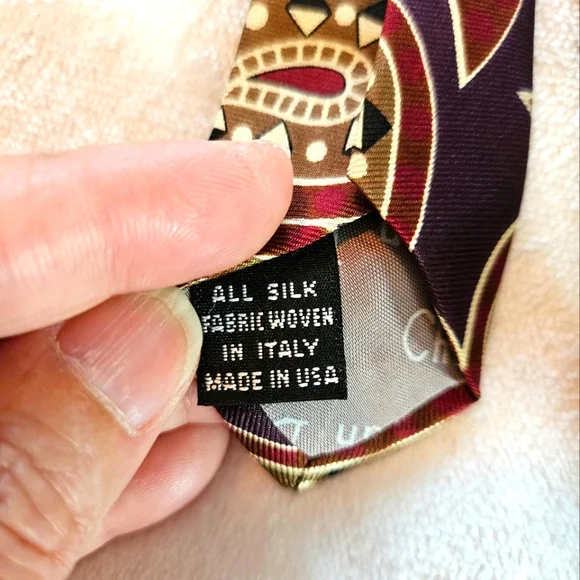 ALL SILK
FABRIC WOVEN
IN ITALY
MADE IN USA